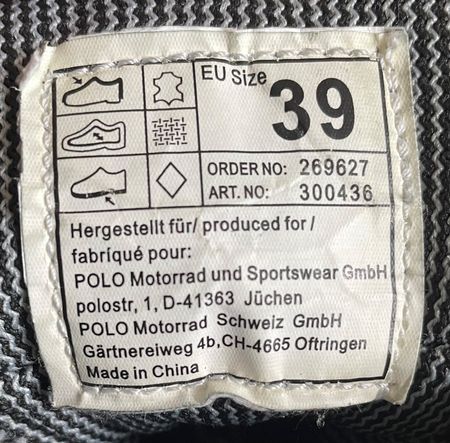 EU Size 39
ORDER NO: 269627
ART. NO: 300436
Hergestellt für/ produced for/
fabriqué pour:
POLO Motorrad und Sportswear GmbH
polostr, 1, D-41363 Jüchen
POLO Motorrad Schweiz GmbH
Gärtnereiweg 4b, CH-4665 Oftringen
Made in China